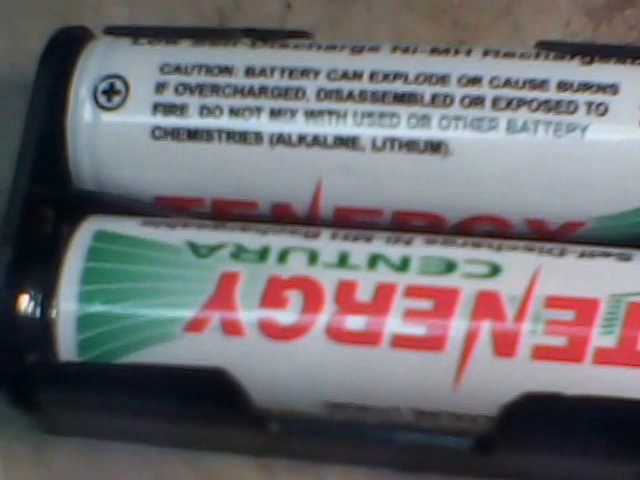 Low Self-Discharge Ni-MH Rechargeable
CAUTION: BATTERY CAN EXPLODE OR CAUSE BURNS
IF OVERCHARGED, DISASSEMBLED OR EXPOSED TO
FIRE. DO NOT MIX WITH USED OR OTHER BATTERY
CHEMISTRIES (ALKALINE, LITHIUM).
TENERGY
TENERGY
CENTURA
Self-Discharge Ni-MH Rechargeable